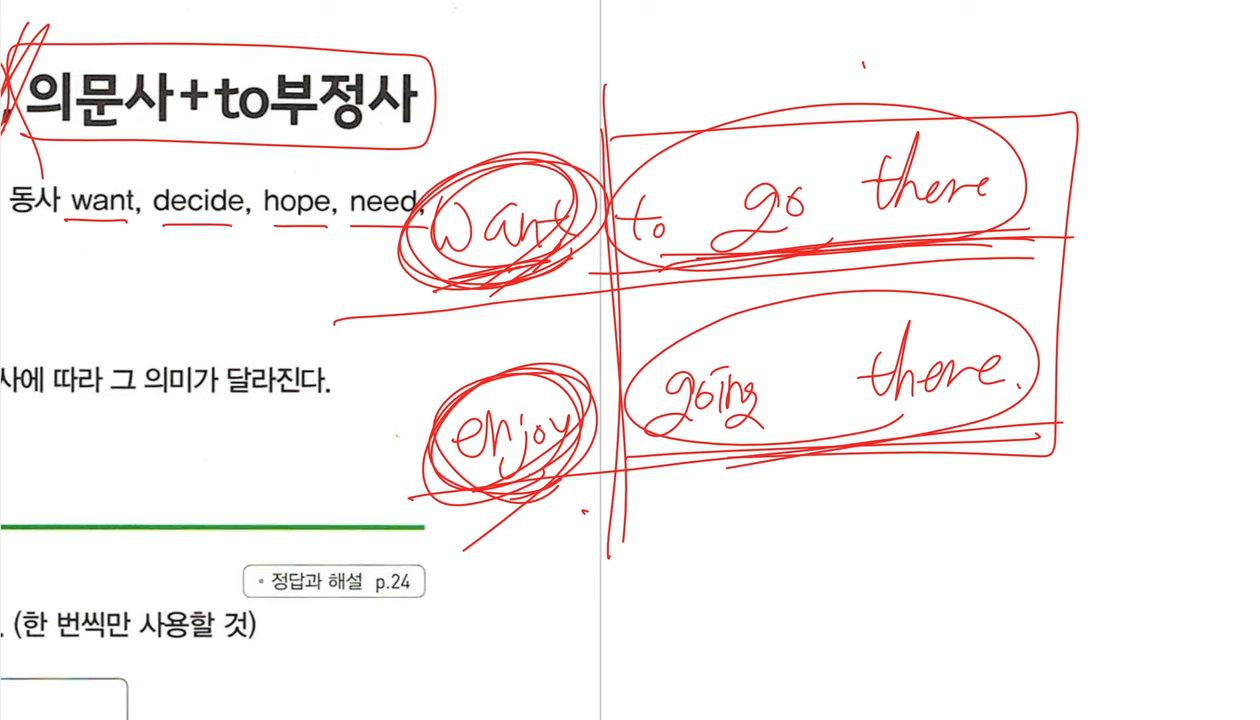 의문사+to부정사
동사 want, decide, hope, need,
want to go there
사에 따라 그 의미가 달라진다.
enjoy going there.
• 정답과 해설 p.24
. (한 번씩만 사용할 것)